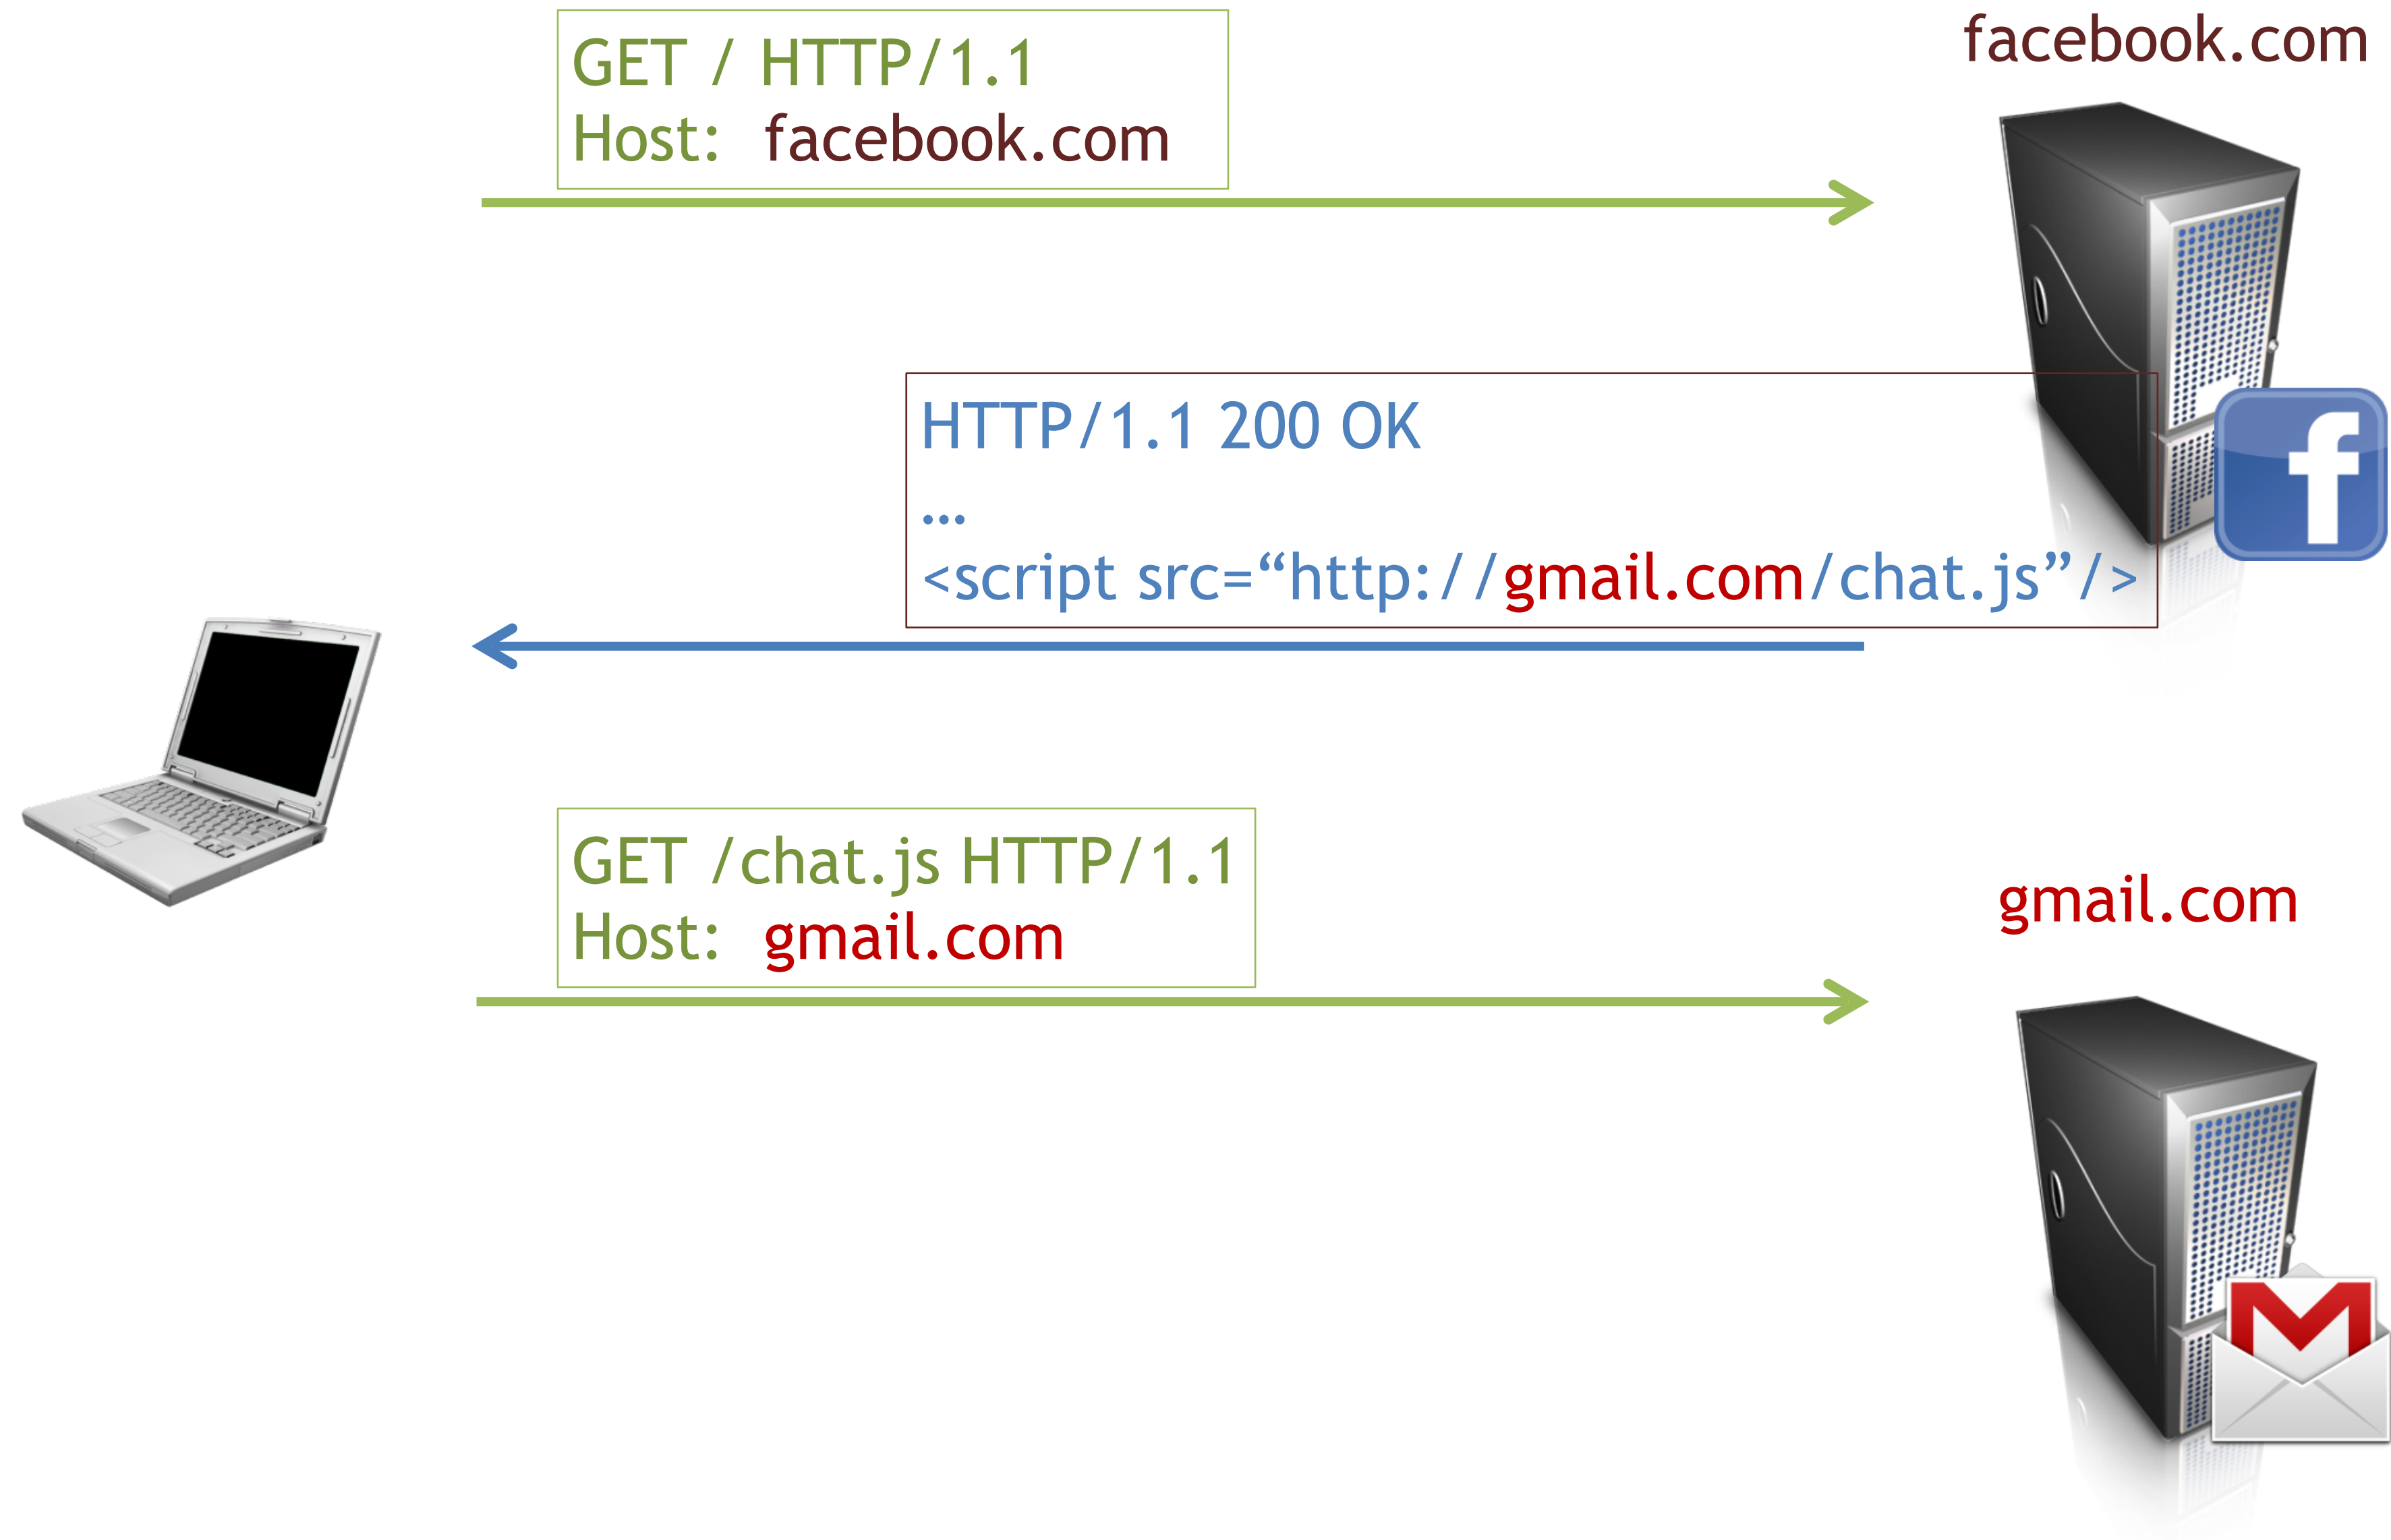 GET / HTTP/1.1
Host: facebook.com
facebook.com
HTTP/1.1 200 OK
…
<script src=“http://gmail.com/chat.js”/>
f
GET /chat.js HTTP/1.1
Host: gmail.com
gmail.com
M